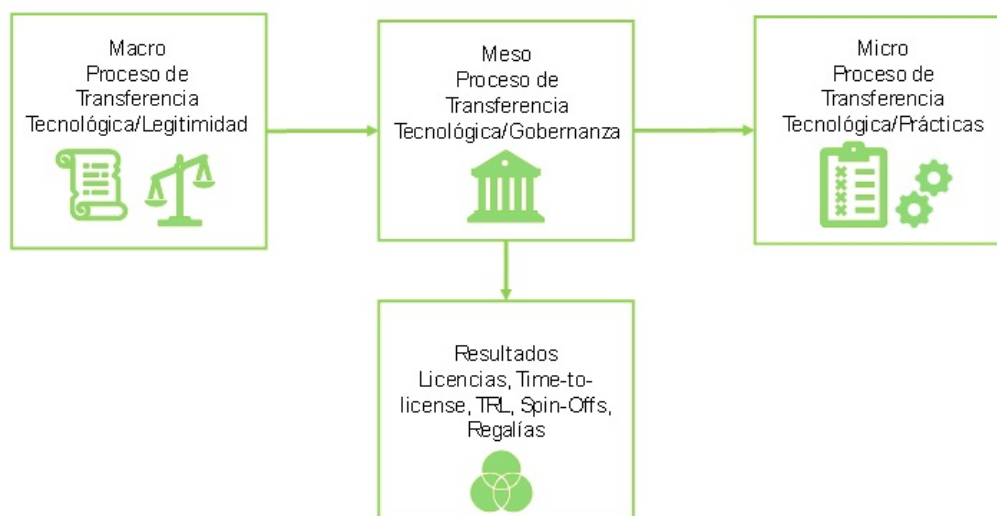 Macro
Proceso de
Transferencia
Tecnológica/Legitimidad
Meso
Proceso de
Transferencia
Tecnológica/Gobernanza
Micro
Proceso de
Transferencia
Tecnológica/Prácticas
Resultados
Licencias, Time-to-
license, TRL, Spin-Offs,
Regalías